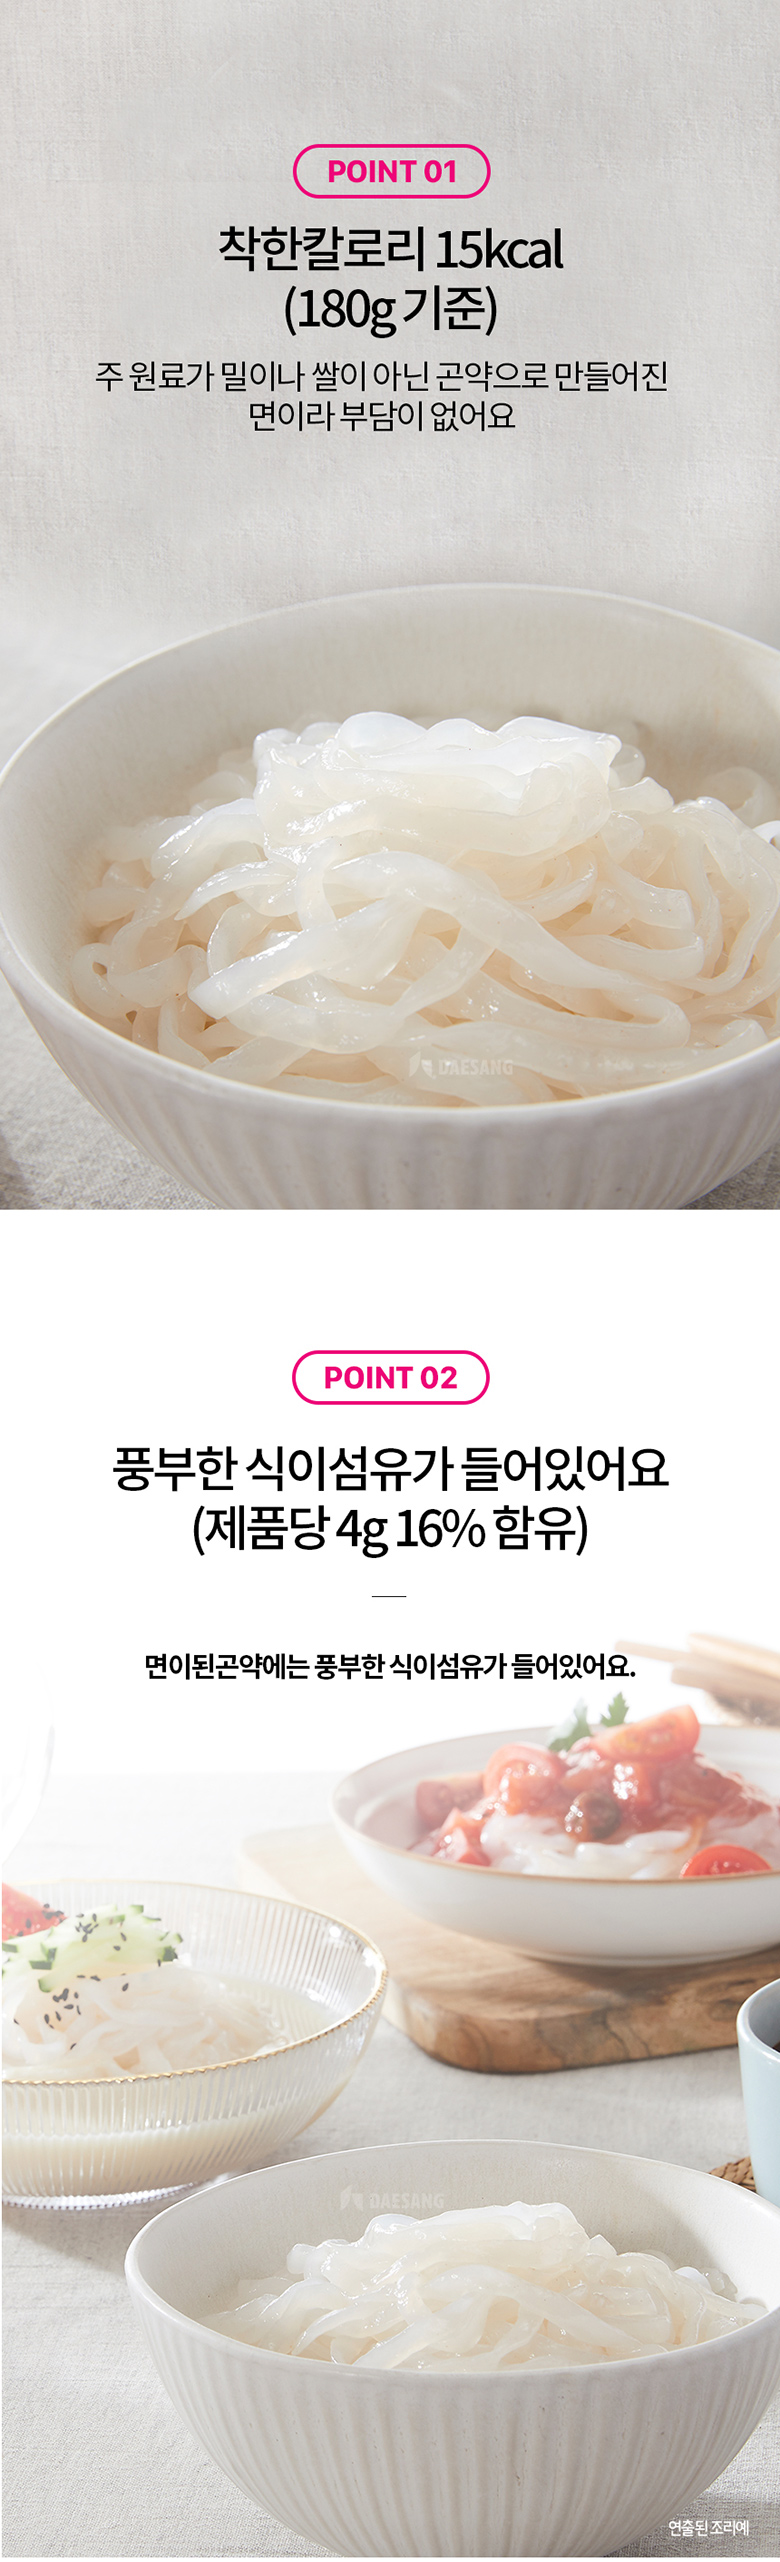 POINT 01
착한칼로리 15kcal
(180g 기준)
주 원료가 밀이나 쌀이 아닌 곤약으로 만들어진
면이라 부담이 없어요
DAESANG
POINT 02
풍부한 식이섬유가 들어있어요
(제품당 4g 16% 함유)
면이된곤약에는 풍부한 식이섬유가 들어있어요.
DAESANG
연출된 조리예